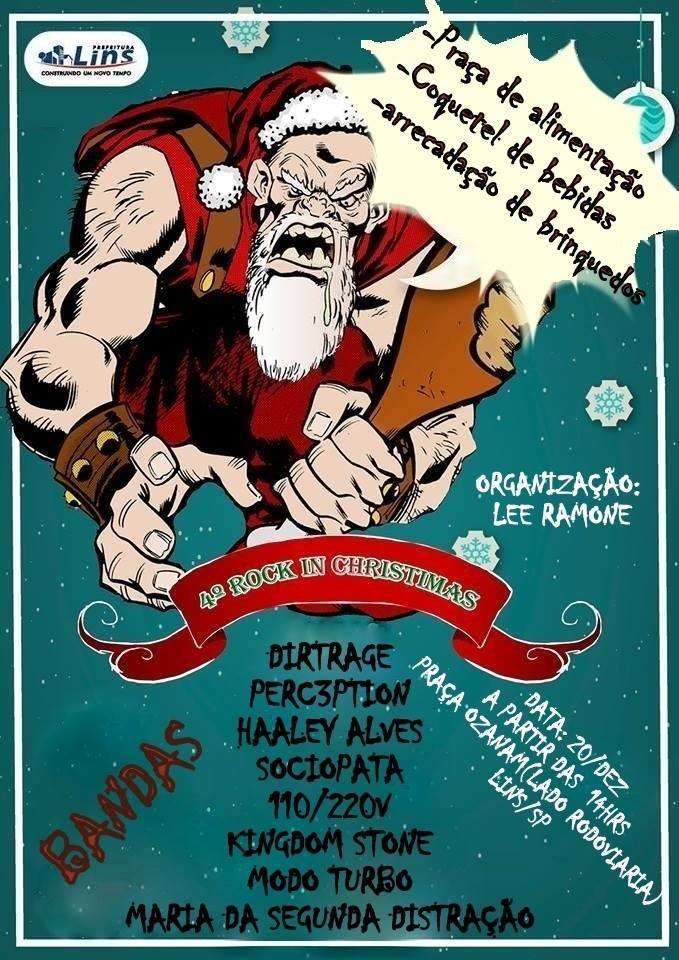 PREFEITURA
Lins
CONSTRUINDO UM NOVO TEMPO
-Praça de alimentação
-Coquetel de bebidas
-arrecadação de brinquedos
ORGANIZAÇÃO:
LEE RAMONE
4º ROCK IN CHRISTIMAS
BANDAS
DIRTRAGE
PERC3PTION
HAALEY ALVES
SOCIOPATA
110/220V
KINGDOM STONE
MODO TURBO
MARIA DA SEGUNDA DISTRAÇÃO
DATA: 20/DEZ
A PARTIR DAS 14HRS
PRAÇA OZANAM(LADO RODOVIARIA)
LINS/SP